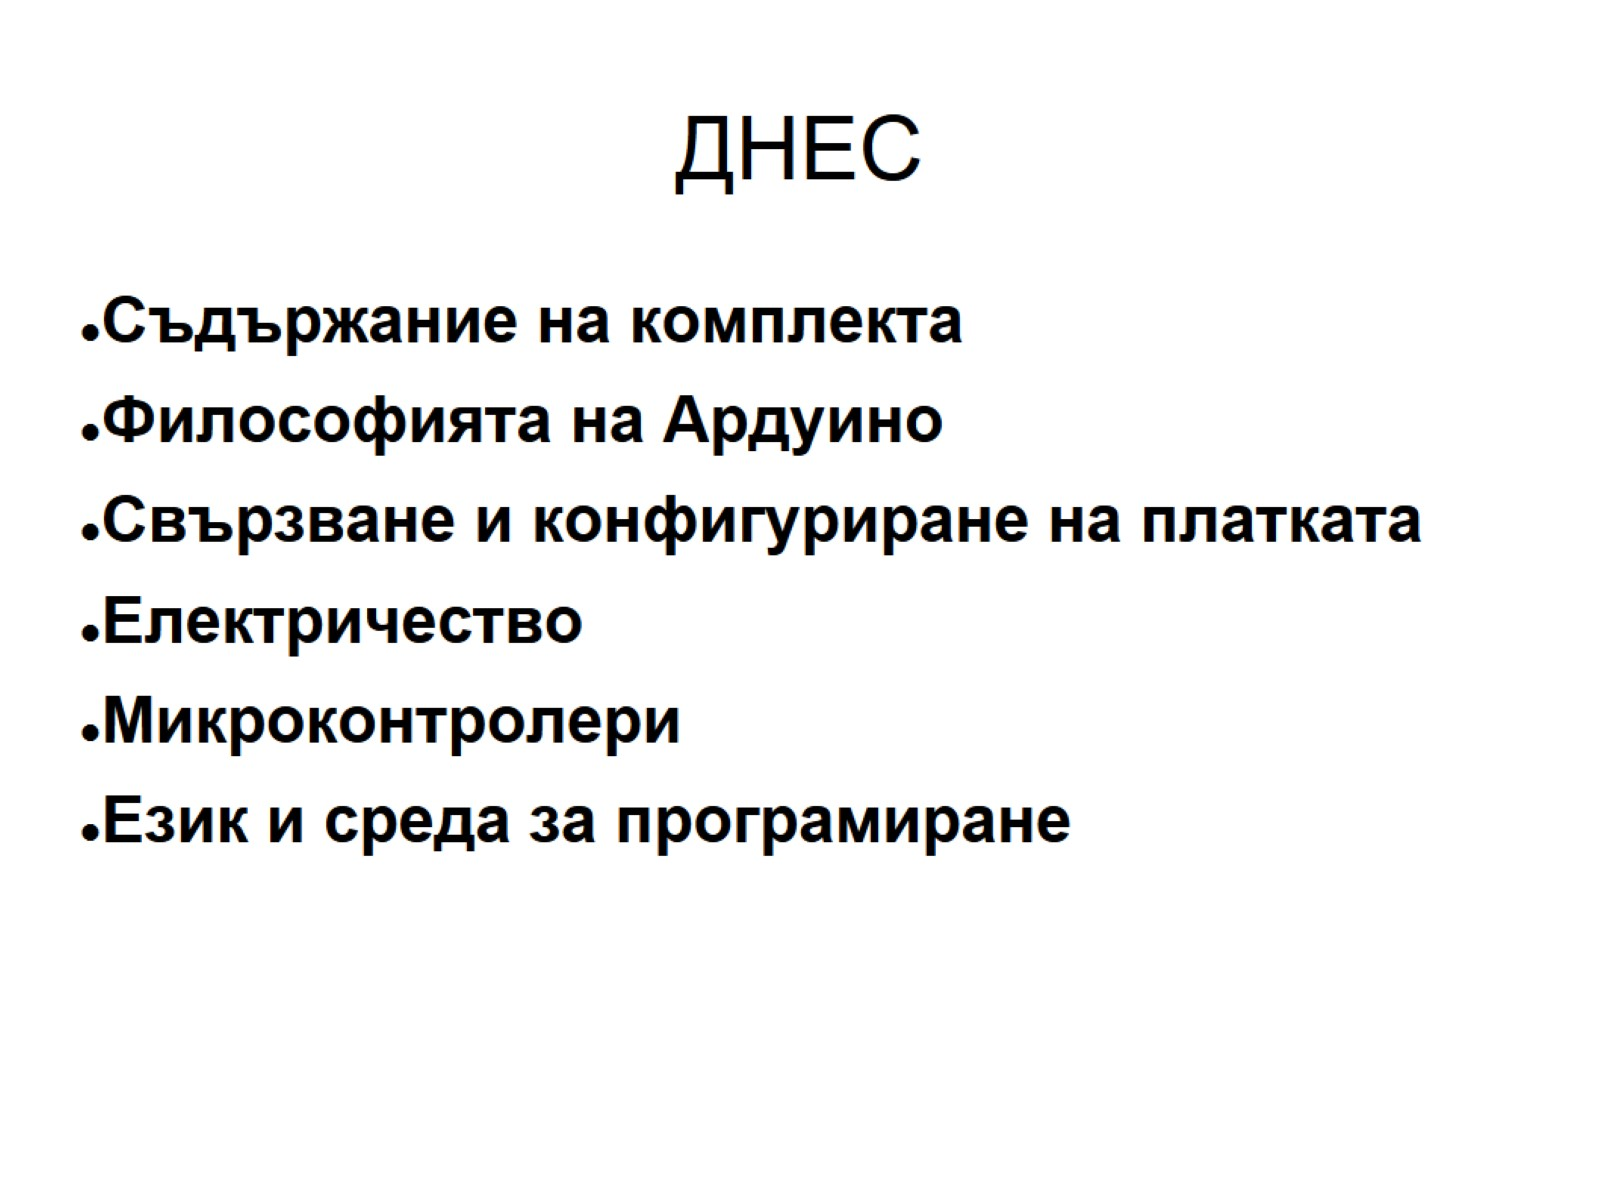 ДНЕС
●Съдържание на комплекта
●Философията на Ардуино
●Свързване и конфигуриране на платката
●Електричество
●Микроконтролери
●Език и среда за програмиране